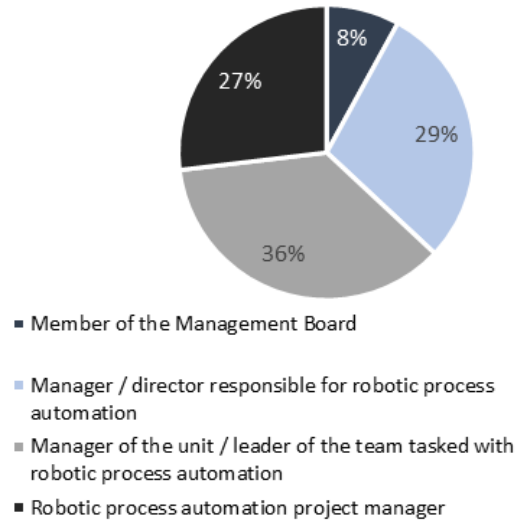 8%
27%
29%
36%
Member of the Management Board
Manager / director responsible for robotic process
automation
Manager of the unit / leader of the team tasked with
robotic process automation
Robotic process automation project manager